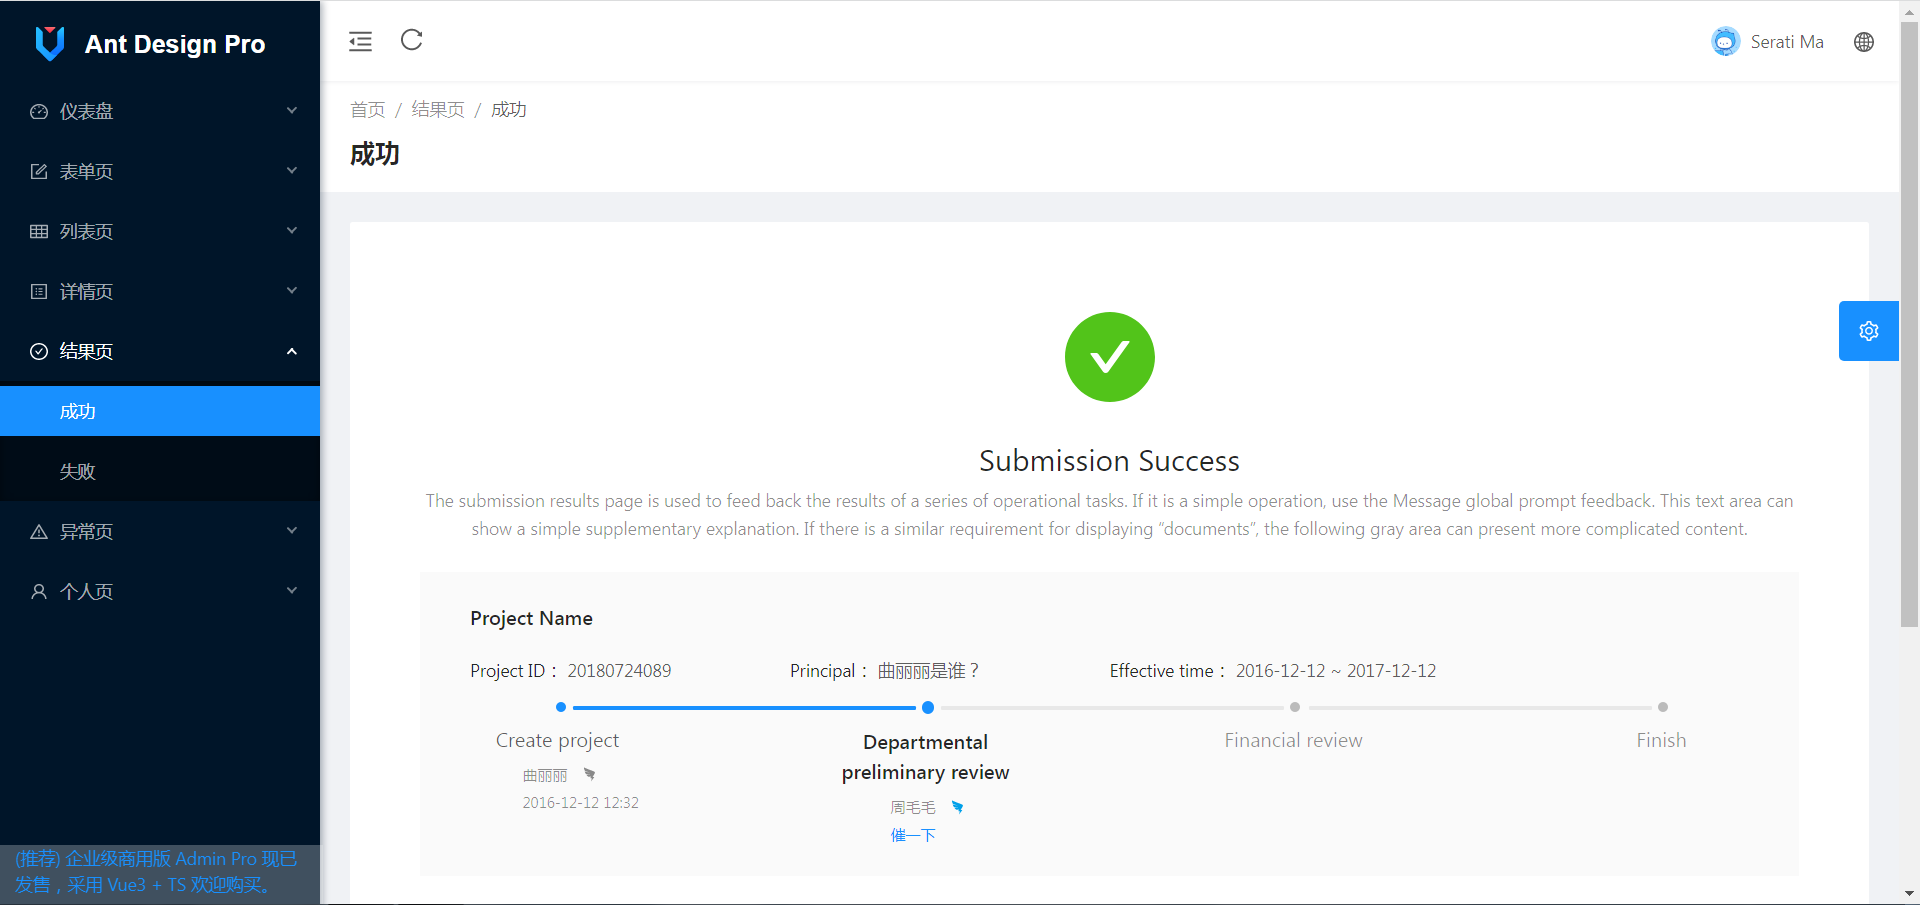 Ant Design Pro
仪表盘
表单页
列表页
详情页
结果页
成功
失败
异常页
个人页
(推荐) 企业级商用版 Admin Pro 现已
发售，采用 Vue3 + TS 欢迎购买。
Serati Ma
首页 / 结果页 / 成功
成功
Submission Success
The submission results page is used to feed back the results of a series of operational tasks. If it is a simple operation, use the Message global prompt feedback. This text area can
show a simple supplementary explanation. If there is a similar requirement for displaying “documents”, the following gray area can present more complicated content.
Project Name
Project ID： 20180724089 Principal： 曲丽丽是谁？ Effective time： 2016-12-12 ~ 2017-12-12
Create project
曲丽丽
2016-12-12 12:32
Departmental
preliminary review
周毛毛
催一下
Financial review
Finish